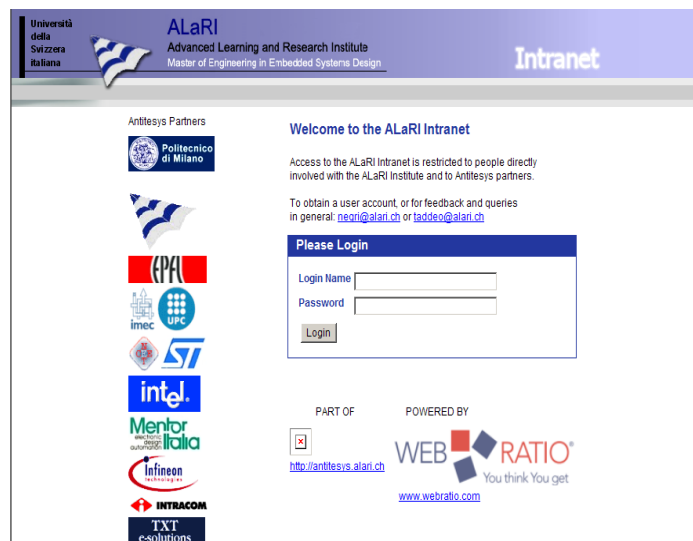 Università
della
Svizzera
italiana
ALaRI
Advanced Learning and Research Institute
Master of Engineering in Embedded Systems Design
Intranet
Antitesys Partners
Politecnico
di Milano
EPFL
imec
UPC
ST
intel.
Mentor
electronic
design
automation
Italia
Infineon
technologies
INTRACOM
TXT
e-solutions
Welcome to the ALaRI Intranet
Access to the ALaRI Intranet is restricted to people directly
involved with the ALaRI Institute and to Antitesys partners.
To obtain a user account, or for feedback and queries
in general: negri@alari.ch or taddeo@alari.ch
Please Login
Login Name
Password
Login
PART OF
POWERED BY
http://antitesys.alari.ch
WEB RATIO®
You think You get
www.webratio.com